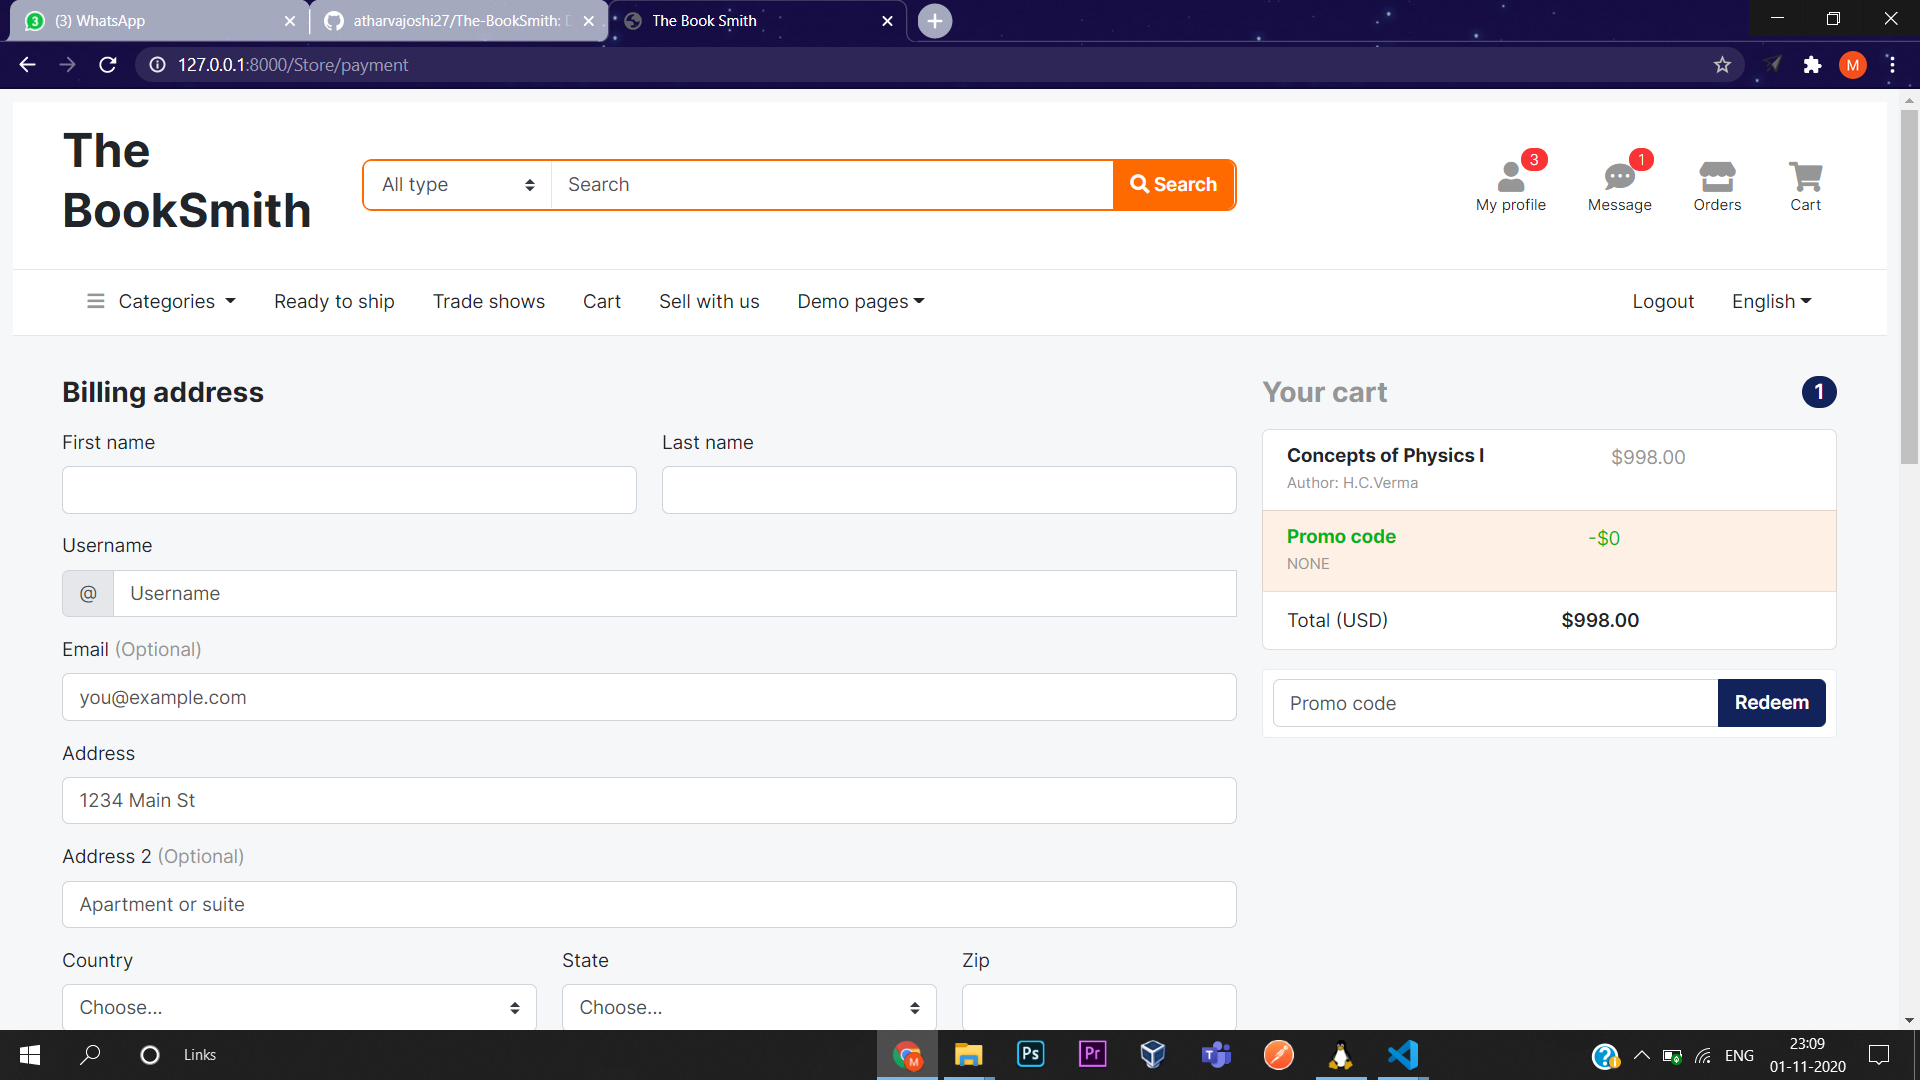 3
(3) WhatsApp
atharvajoshi27/The-BookSmith:
The Book Smith
127.0.0.1:8000/Store/payment
M
The
BookSmith
All type
Search
Search
3
My profile
1
Message
Orders
Cart
Categories
Ready to ship
Trade shows
Cart
Sell with us
Demo pages
Logout
English
Billing address
First name
Last name
Username
@
Username
Email (Optional)
you@example.com
Address
1234 Main St
Address 2 (Optional)
Apartment or suite
Country
State
Zip
Choose...
Choose...
Your cart
1
Concepts of Physics I
$998.00
Author: H.C.Verma
Promo code
-$0
NONE
Total (USD)
$998.00
Promo code
Redeem
Links
M
Ps
Pr
T
?
ENG
23:09
01-11-2020